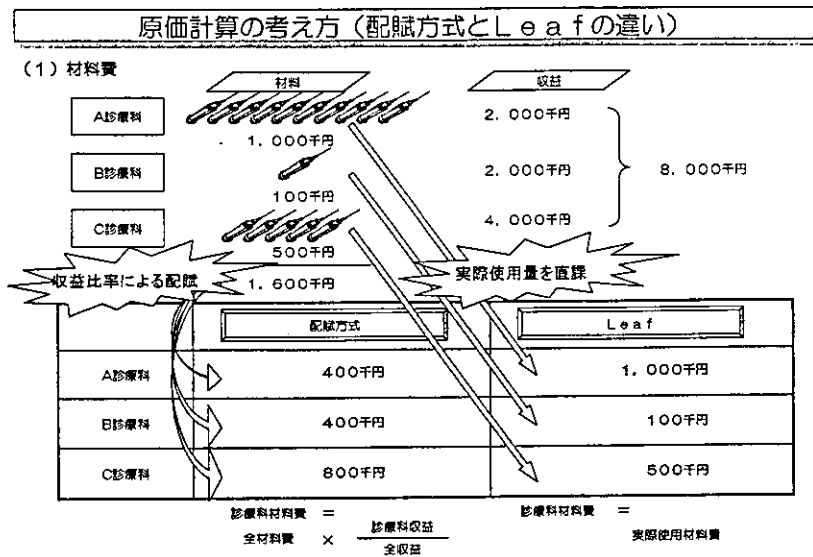 原価計算の考え方（配賦方式とLeafの違い）
（1）材料費
材料
収益
A診療科
2，000千円
1，000千円
B診療科
2，000千円
8，000千円
100千円
C診療科
4，000千円
500千円
収益比率による配賦
実際使用量を直課
1，600千円
配賦方式
Leaf
A診療科
400千円
1，000千円
B診療科
400千円
100千円
C診療科
800千円
500千円
診療科材料費 ＝
診療科材料費 ＝
全材料費 × 診療科収益
全収益
実際使用材料費